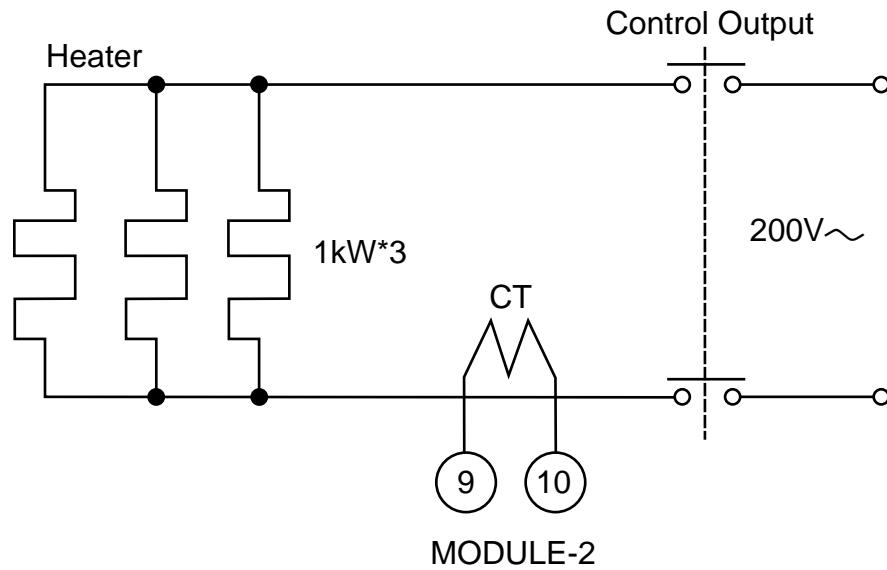 Control Output
Heater
200V～
1kW*3
CT
9
10
MODULE-2